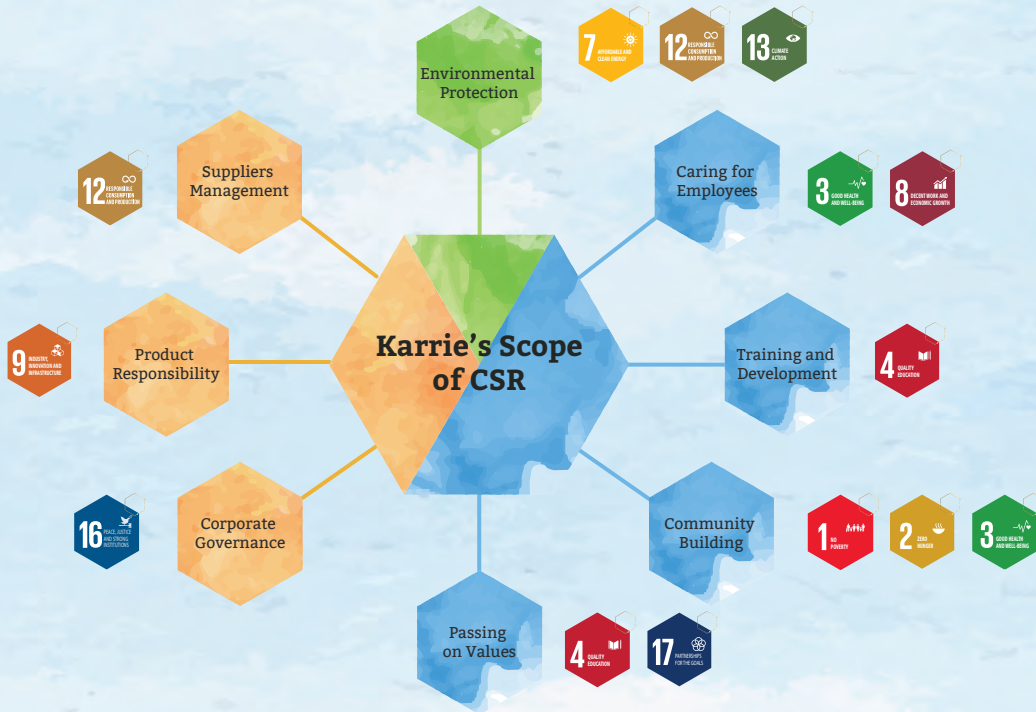 Environmental
Protection
7
AFFORDABLE AND
CLEAN ENERGY
12
RESPONSIBLE
CONSUMPTION
AND PRODUCTION
13
CLIMATE
ACTION
Suppliers
Management
12
RESPONSIBLE
CONSUMPTION
AND PRODUCTION
Caring for
Employees
3
GOOD HEALTH
AND WELL-BEING
8
DECENT WORK AND
ECONOMIC GROWTH
Karrie’s Scope
of CSR
Product
Responsibility
9
INDUSTRY,
INNOVATION AND
INFRASTRUCTURE
Training and
Development
4
QUALITY
EDUCATION
Corporate
Governance
16
PEACE, JUSTICE
AND STRONG
INSTITUTIONS
Community
Building
1
NO
POVERTY
2
ZERO
HUNGER
3
GOOD HEALTH
AND WELL-BEING
Passing
on Values
4
QUALITY
EDUCATION
17
PARTNERSHIPS
FOR THE GOALS